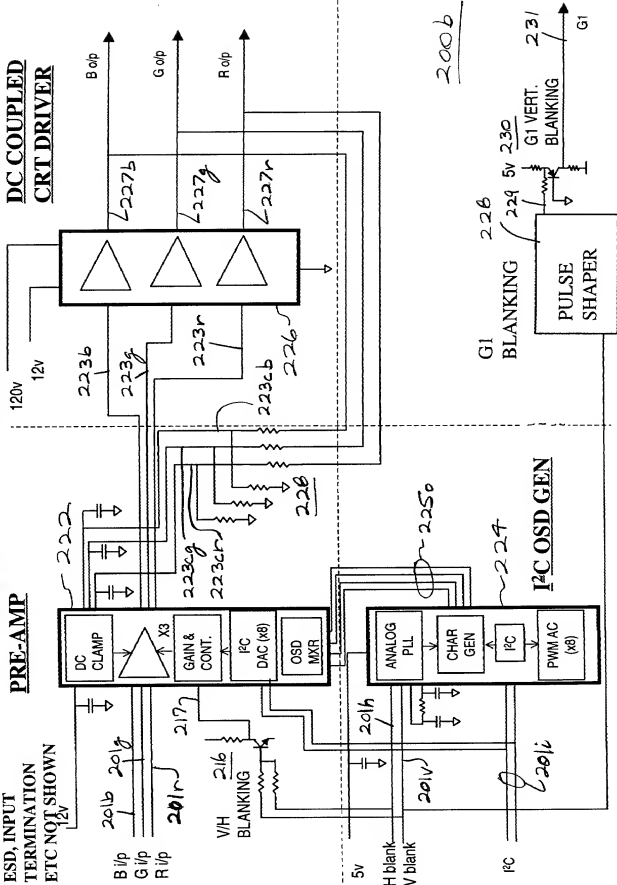 ESD, INPUT
TERMINATION
ETC NOT SHOWN
PRE-AMP
DC COUPLED
CRT DRIVER
12v
120v
12v
222
DC
CLAMP
X3
GAIN &
CONT.
I²C
DAC (x8)
OSD
MXR
B i/p
G i/p
R i/p
201b
201g
201r
217
216
V/H
BLANKING
223b
223g
223r
226
223cb
223cg
223cr
228
227b
227g
227r
B o/p
G o/p
R o/p
5v
H blank
V blank
I²C
201h
201v
201i
ANALOG
PLL
CHAR
GEN
I²C
PWM AC
(x8)
2250
224
I²C OSD GEN
G1
BLANKING
PULSE
SHAPER
228
229
5v
230
G1 VERT.
BLANKING
231
G1
200b